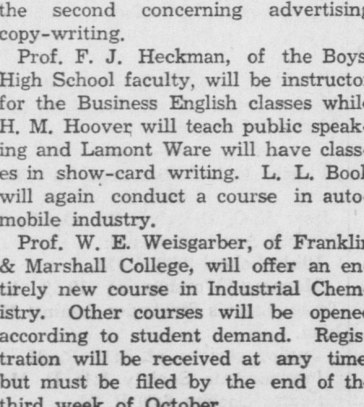 the second concerning advertising
copy-writing.
Prof. F. J. Heckman, of the Boys
High School faculty, will be instructo
for the Business English classes whil
H. M. Hoover will teach public speak-
ing and Lamont Ware will have class-
es in show-card writing. L. L. Book
will again conduct a course in auto-
mobile industry.
Prof. W. E. Weisgarber, of Franklin
& Marshall College, will offer an en-
tirely new course in Industrial Chem-
istry. Other courses will be opened
according to student demand. Regis-
tration will be received at any time
but must be filed by the end of the
third week of October.